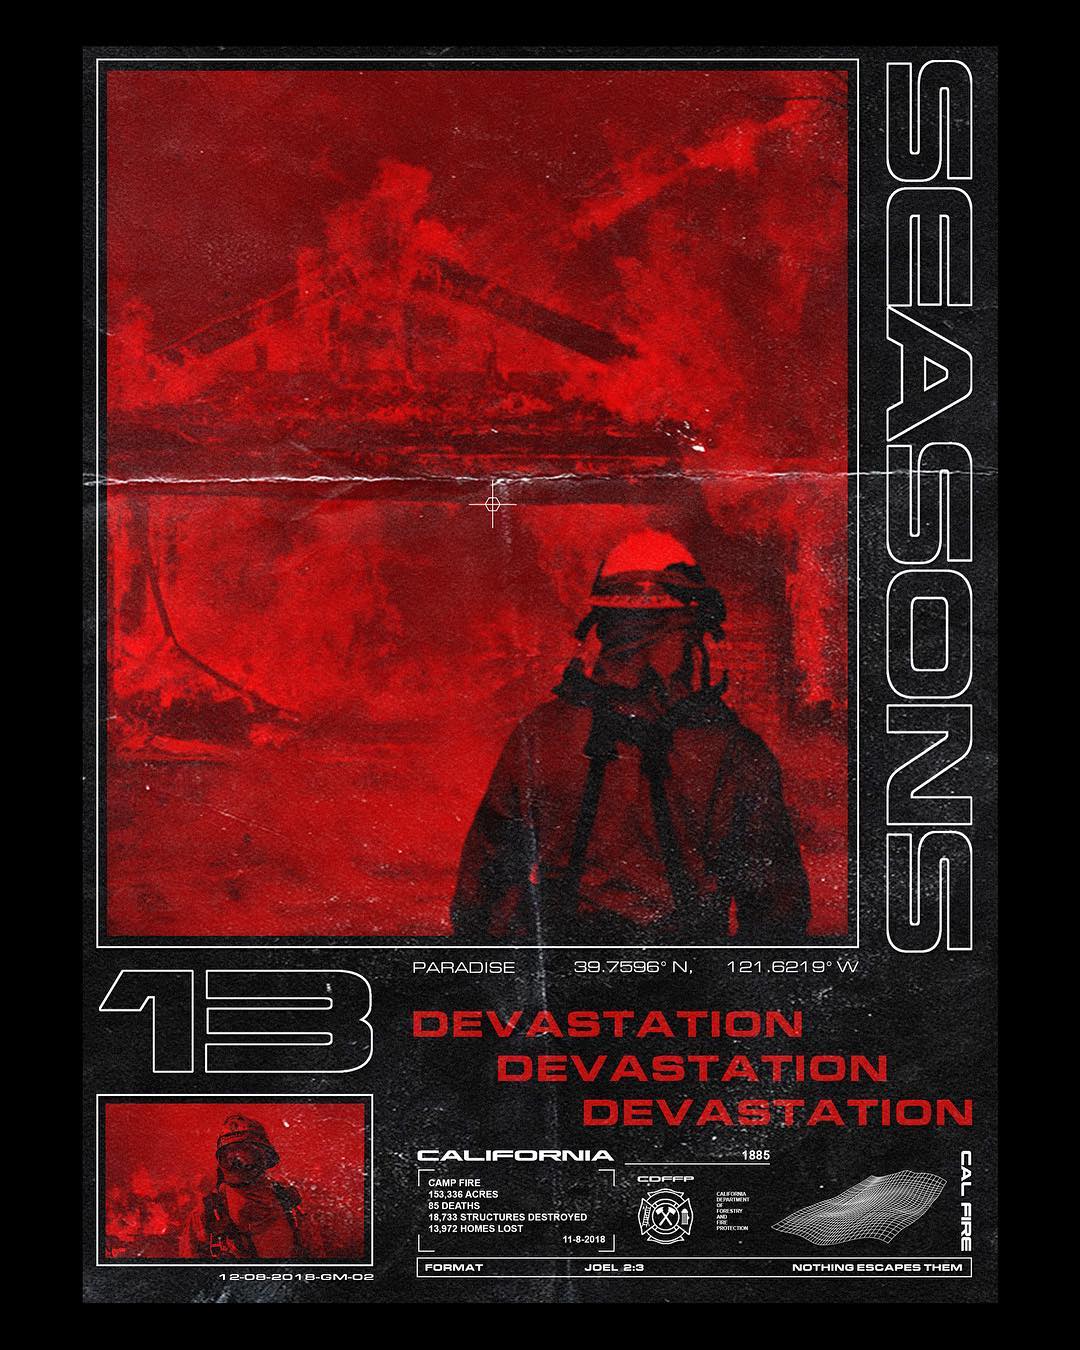 SEASONS
PARADISE 39.7596° N, 121.6219° W
13
DEVASTATION
DEVASTATION
DEVASTATION
CALIFORNIA 1885
CAMP FIRE
153,336 ACRES
85 DEATHS
18,733 STRUCTURES DESTROYED
13,972 HOMES LOST
11-8-2018
CDFFP
CALIFORNIA
DEPARTMENT
OF
FORESTRY
AND
FIRE
PROTECTION
CAL FIRE
FORMAT JOEL 2:3 NOTHING ESCAPES THEM
12-08-2018-GM-02